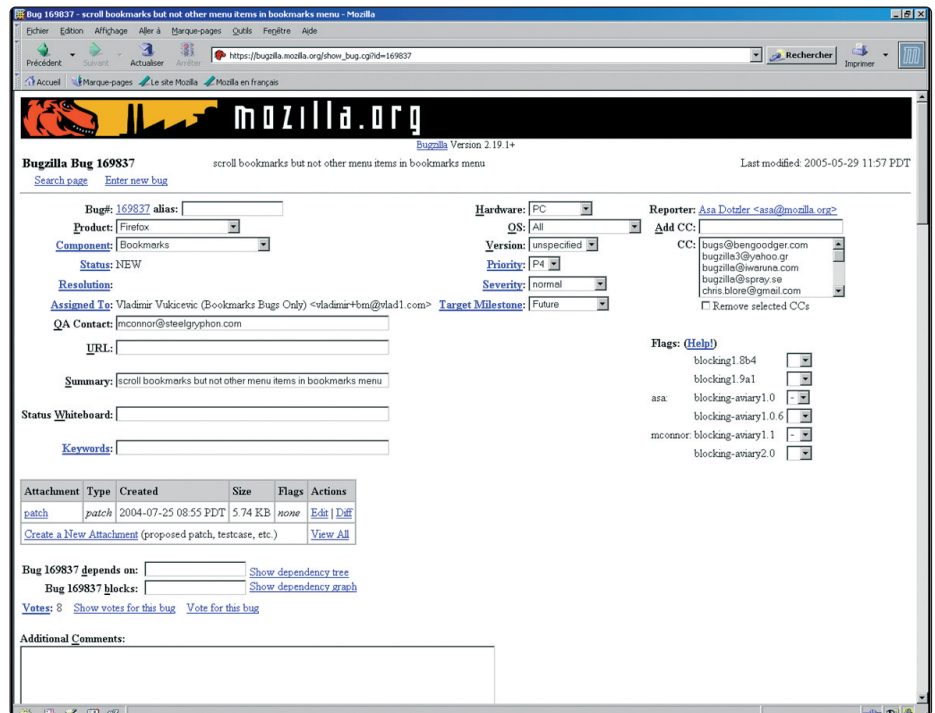 Bug 169837 - scroll bookmarks but not other menu items in bookmarks menu - Mozilla
Fichier Edition Affichage Aller à Marque-pages Outils Fenêtre Aide
Précédent Suivant Actualiser Arrêter https://bugzilla.mozilla.org/show_bug.cgi?id=169837 Rechercher Imprimer
Accueil Marque-pages Le site Mozilla Mozilla en français
mozilla.org
Bugzilla Version 2.19.1+
Bugzilla Bug 169837 scroll bookmarks but not other menu items in bookmarks menu Last modified: 2005-05-29 11:57 PDT
Search page Enter new bug
Bug#: 169837 alias: Hardware: PC Reporter: Asa Dotzler <asa@mozilla.org>
Product: Firefox OS: All Add CC:
Component: Bookmarks Version: unspecified CC: bugs@bengoodger.com
bugzilla3@yahoo.gr
Status: NEW Priority: P4 bugzilla@iwaruna.com
Resolution: Severity: normal bugzilla@spray.se
chris.blore@gmail.com
Assigned To: Vladimir Vukicevic (Bookmarks Bugs Only) <vladimir+bm@vlad1.com> Target Milestone: Future Remove selected CCs
QA Contact: mconnor@steelgryphon.com
URL: Flags: (Help!)
blocking1.8b4
Summary: scroll bookmarks but not other menu items in bookmarks menu blocking1.9a1
asa: blocking-aviary1.0 -
Status Whiteboard: blocking-aviary1.0.6
mconnor: blocking-aviary1.1 -
Keywords: blocking-aviary2.0
Attachment Type Created Size Flags Actions
patch patch 2004-07-25 08:55 PDT 5.74 KB none Edit | Diff
Create a New Attachment (proposed patch, testcase, etc.) View All
Bug 169837 depends on: Show dependency tree
Bug 169837 blocks: Show dependency graph
Votes: 8 Show votes for this bug Vote for this bug
Additional Comments: